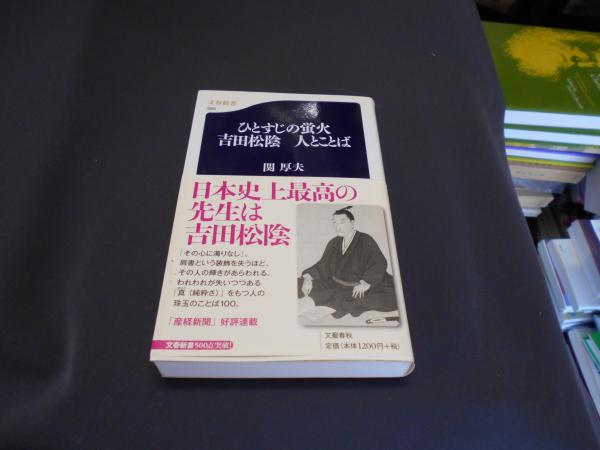 文春新書
ひとすじの蛍火
吉田松陰 人とことば
関 厚夫
日本史上最高の
先生は
吉田松陰
「その心に濁りなし」。
肩書という装飾を失うほど、
その人の輝きがあらわれる。
われわれが失いつつある
「真（純粋さ）」をもつ人の
珠玉のことば100。
「産経新聞」好評連載
文春新書500点突破！
文藝春秋
定価（本体1200円+税）